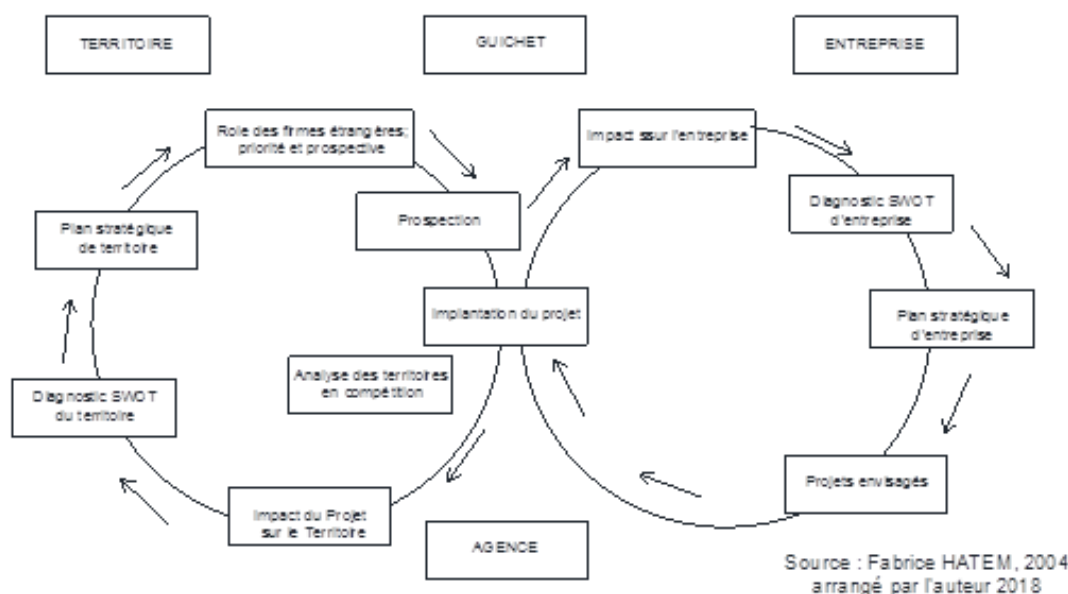 TERRITOIRE
GUICHET
ENTREPRISE
Role des firmes étrangères;
priorité et prospective
Impact ssur l'entreprise
Prospection
Diagnostic SWOT
d'entreprise
Plan stratégique
de territoire
Implantation du projet
Plan stratégique
d'entreprise
Analyse des territoires
en compétition
Diagnostic SWOT
du territoire
Projets envisagés
Impact du Projet
sur le Territoire
AGENCE
Source : Fabrice HATEM, 2004
arrangé par l'auteur 2018